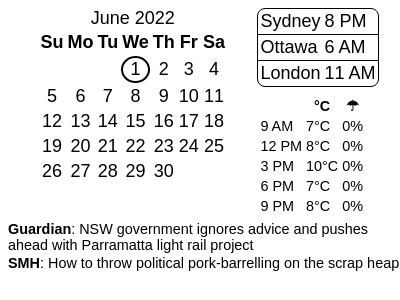 June 2022
Su Mo Tu We Th Fr Sa
1 2 3 4
5 6 7 8 9 10 11
12 13 14 15 16 17 18
19 20 21 22 23 24 25
26 27 28 29 30
Sydney 8 PM
Ottawa 6 AM
London 11 AM
°C ☂
9 AM 7°C 0%
12 PM 8°C 0%
3 PM 10°C 0%
6 PM 7°C 0%
9 PM 8°C 0%
Guardian: NSW government ignores advice and pushes
ahead with Parramatta light rail project
SMH: How to throw political pork-barrelling on the scrap heap